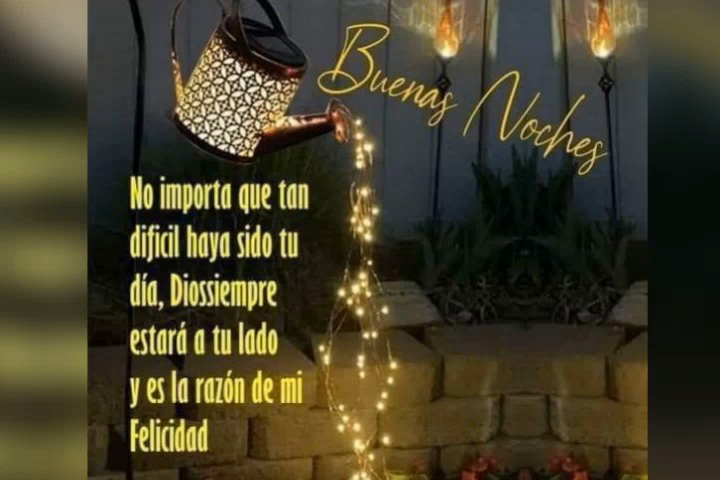 Buenas Noches
No importa que tan
dificil haya sido tu
día, Diossiempre
estará a tu lado
y es la razón de mi
Felicidad